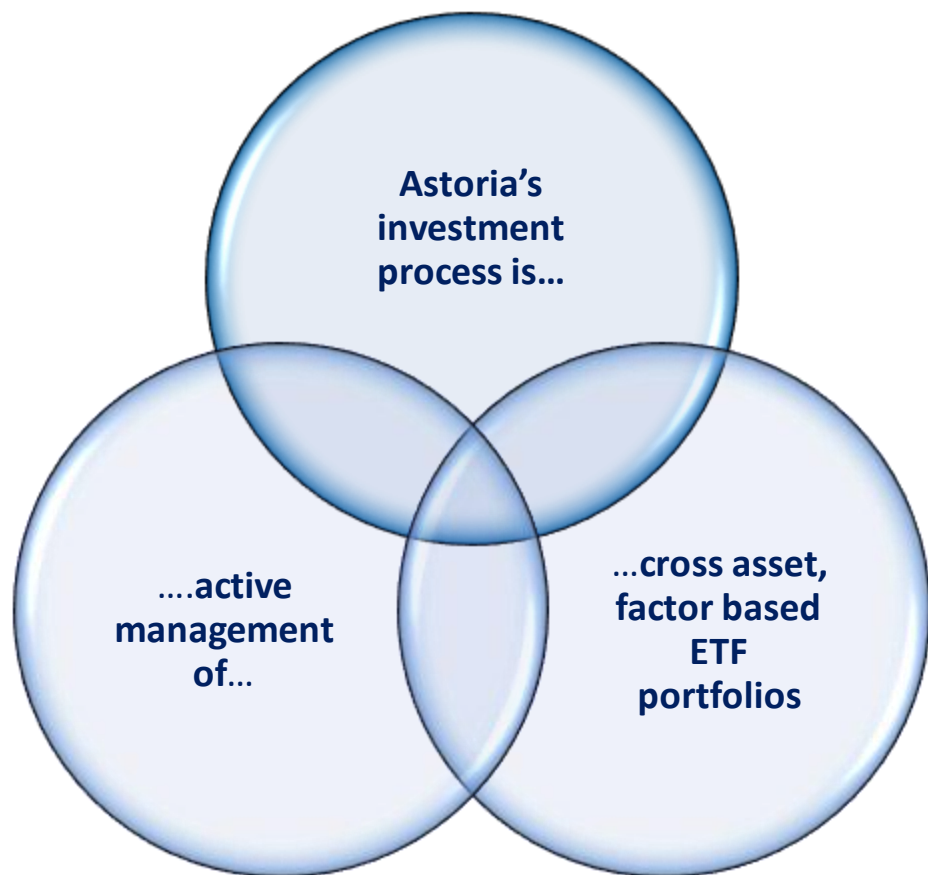 Astoria’s
investment
process is…
….active
management
of…
…cross asset,
factor based
ETF
portfolios